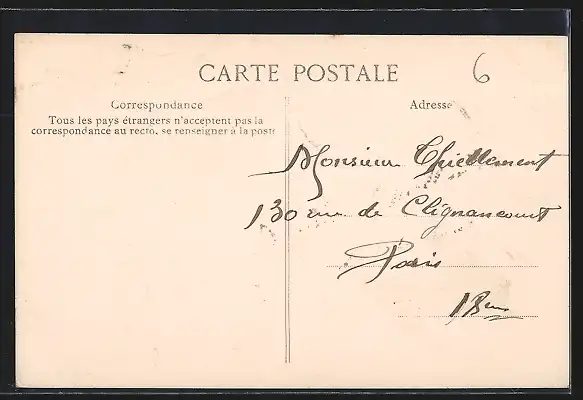 CARTE POSTALE
6
Correspondance
Tous les pays étrangers n'acceptent pas la
correspondance au recto, se renseigner à la poste
Adresse
Monsieur Thiellement
130 rue de Clignancourt
Paris